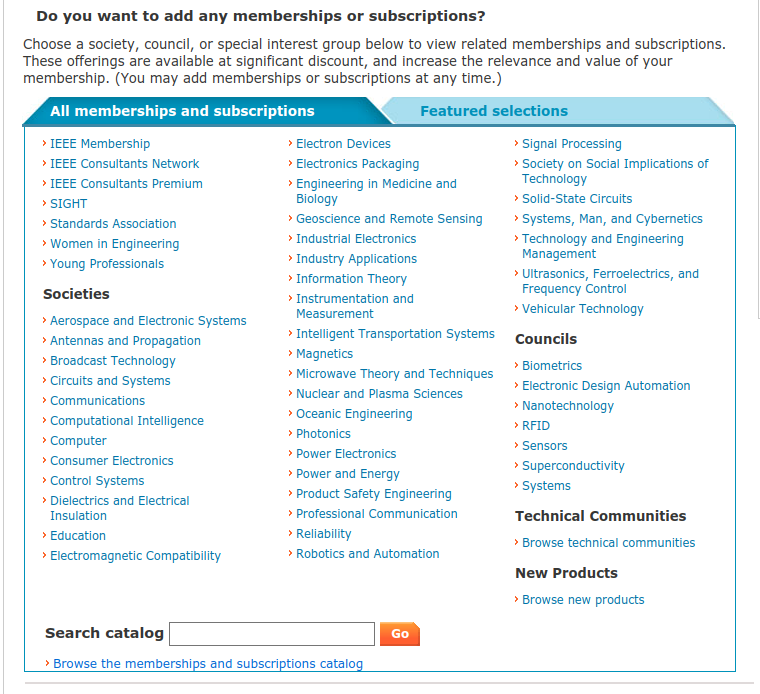 Do you want to add any memberships or subscriptions?
Choose a society, council, or special interest group below to view related memberships and subscriptions.
These offerings are available at significant discount, and increase the relevance and value of your
membership. (You may add memberships or subscriptions at any time.)
All memberships and subscriptions
Featured selections
IEEE Membership
IEEE Consultants Network
IEEE Consultants Premium
SIGHT
Standards Association
Women in Engineering
Young Professionals
Societies
Aerospace and Electronic Systems
Antennas and Propagation
Broadcast Technology
Circuits and Systems
Communications
Computational Intelligence
Computer
Consumer Electronics
Control Systems
Dielectrics and Electrical
Insulation
Education
Electromagnetic Compatibility
Electron Devices
Electronics Packaging
Engineering in Medicine and
Biology
Geoscience and Remote Sensing
Industrial Electronics
Industry Applications
Information Theory
Instrumentation and
Measurement
Intelligent Transportation Systems
Magnetics
Microwave Theory and Techniques
Nuclear and Plasma Sciences
Oceanic Engineering
Photonics
Power Electronics
Power and Energy
Product Safety Engineering
Professional Communication
Reliability
Robotics and Automation
Signal Processing
Society on Social Implications of
Technology
Solid-State Circuits
Systems, Man, and Cybernetics
Technology and Engineering
Management
Ultrasonics, Ferroelectrics, and
Frequency Control
Vehicular Technology
Councils
Biometrics
Electronic Design Automation
Nanotechnology
RFID
Sensors
Superconductivity
Systems
Technical Communities
Browse technical communities
New Products
Browse new products
Search catalog
Go
Browse the memberships and subscriptions catalog